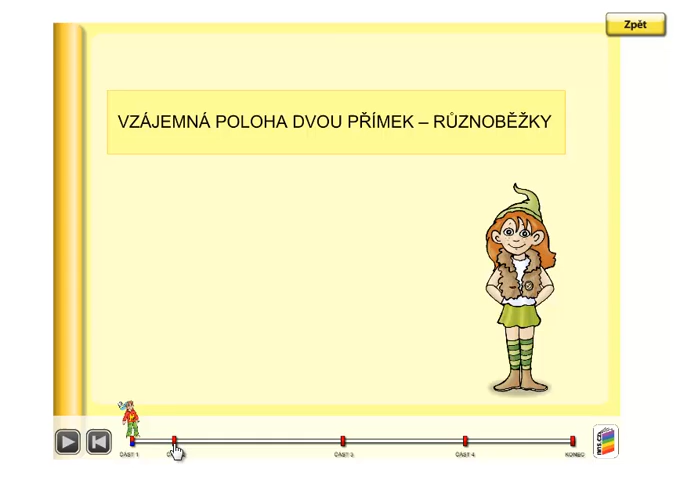 Zpět
VZÁJEMNÁ POLOHA DVOU PŘÍMEK – RŮZNOBĚŽKY
ČÁST 1
ČÁST 3
ČÁST 4
KONEC